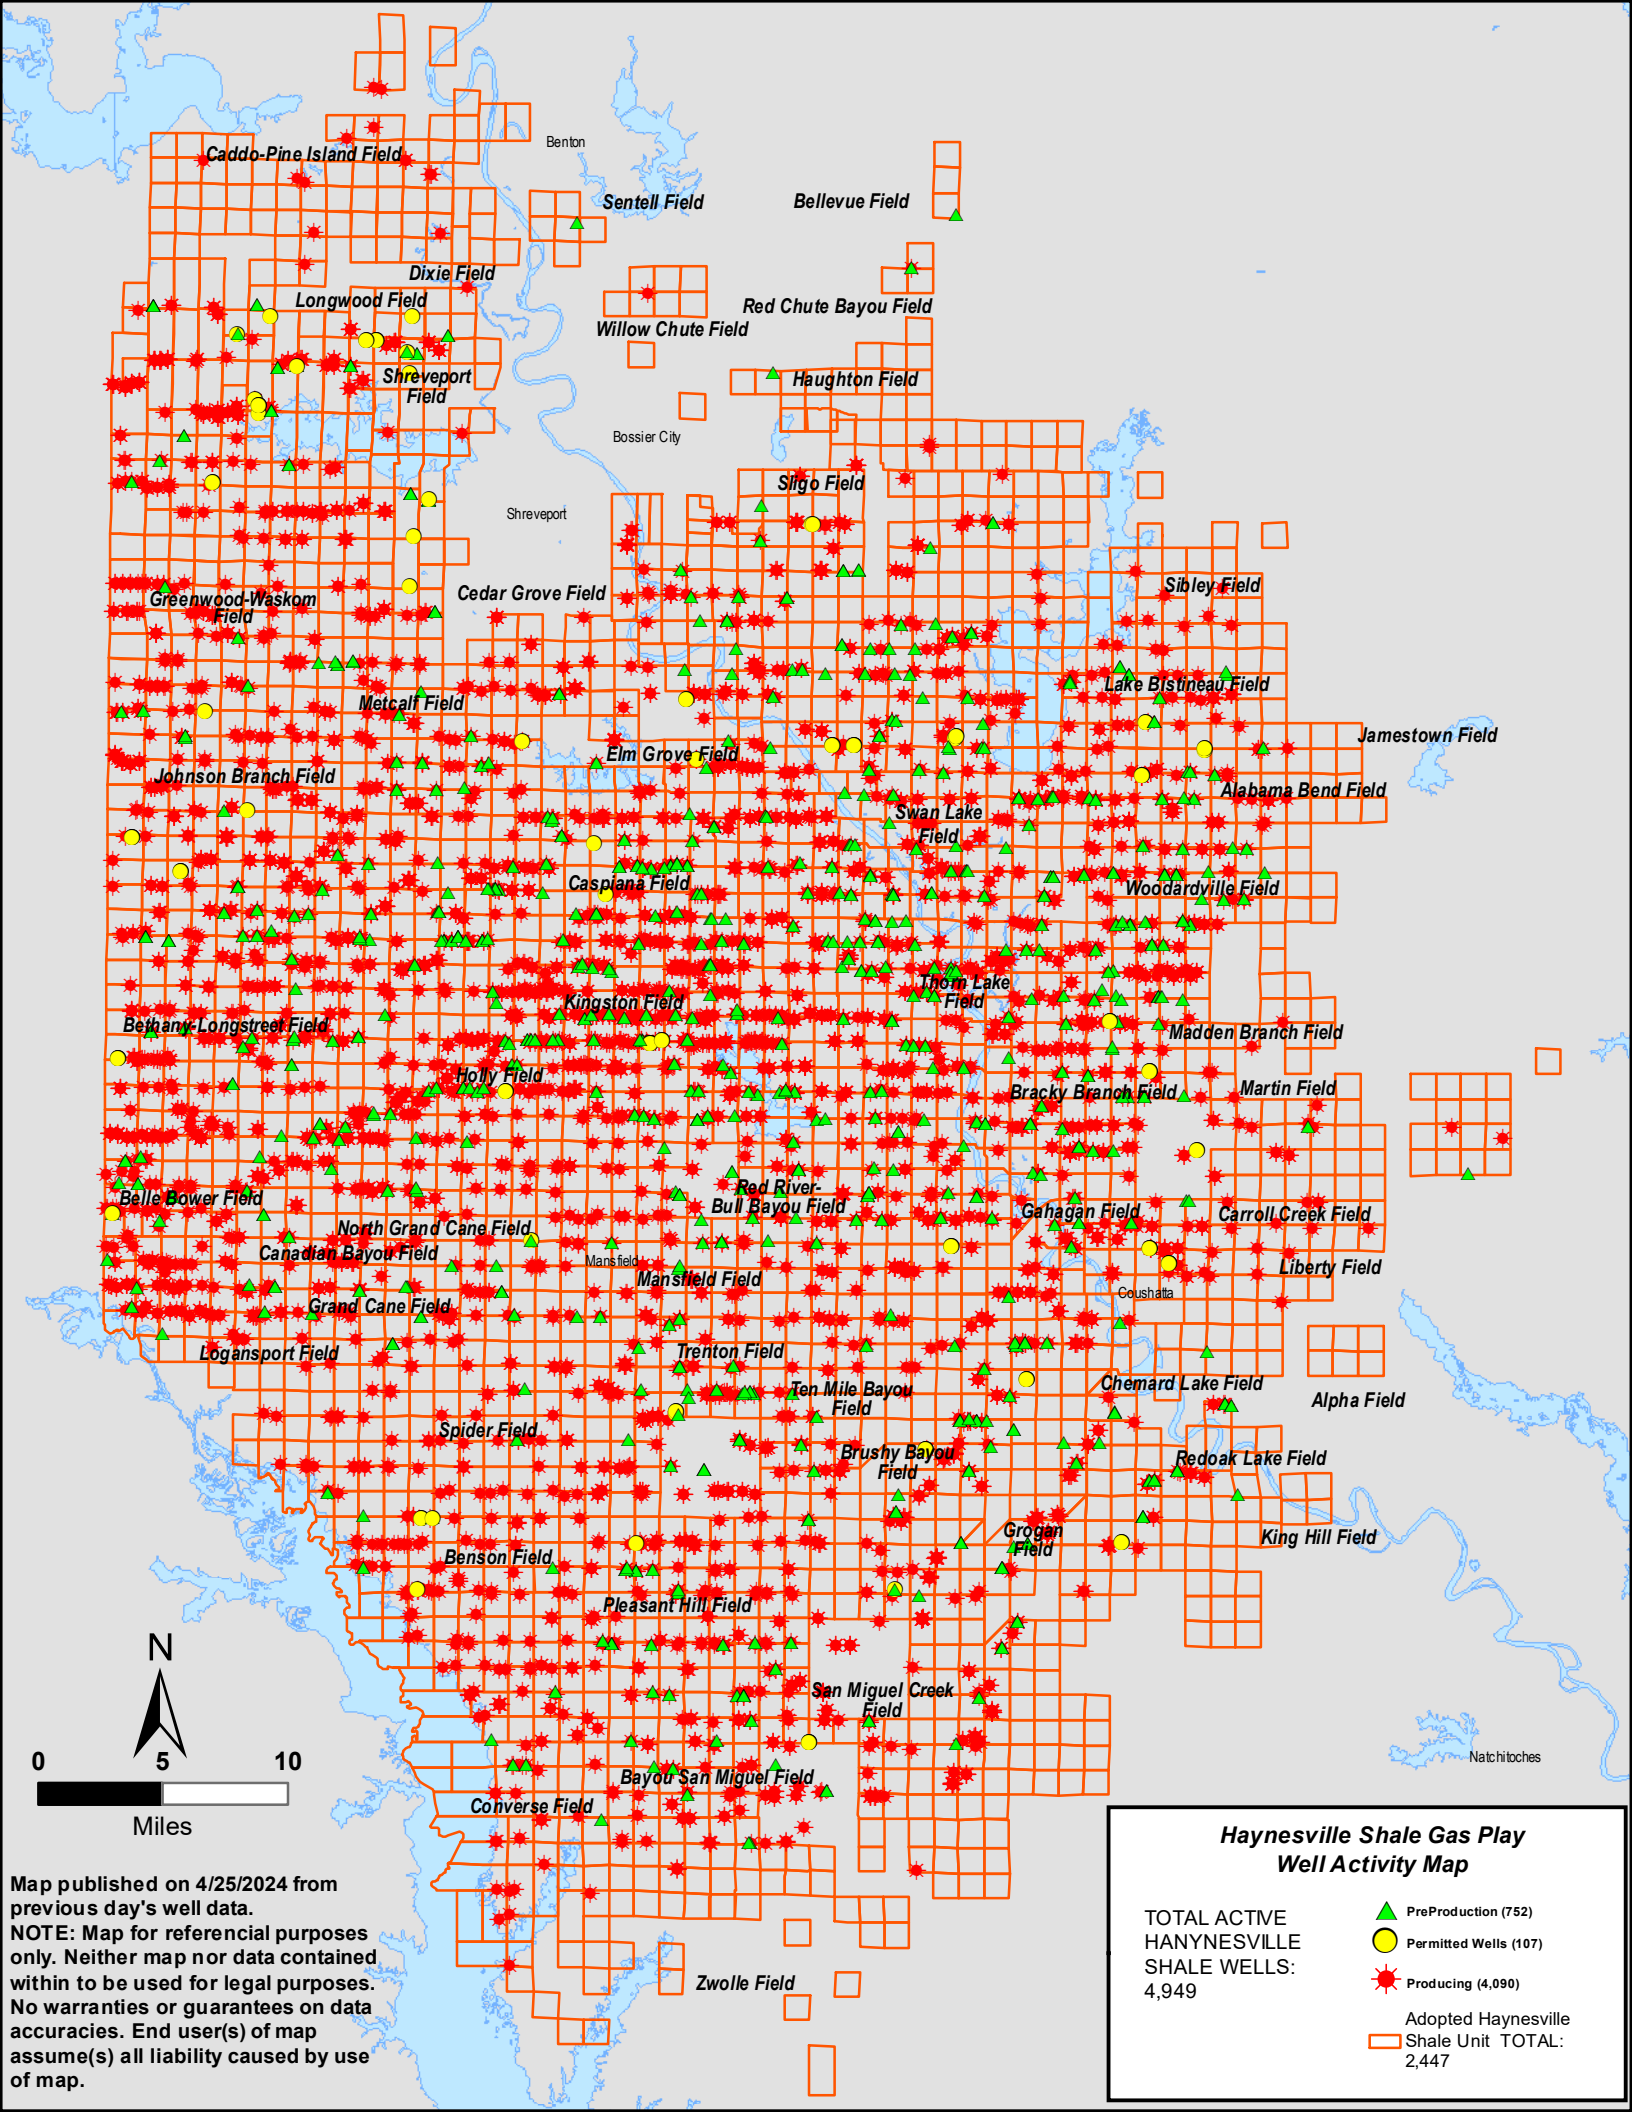 Benton
Caddo-Pine Island Field
Sentell Field
Bellevue Field
Dixie Field
Longwood Field
Red Chute Bayou Field
Willow Chute Field
Shreveport
Field
Haughton Field
Bossier City
Sligo Field
Shreveport
Sibley Field
Cedar Grove Field
Greenwood-Waskom
Field
Lake Bistineau Field
Metcalf Field
Jamestown Field
Elm Grove Field
Johnson Branch Field
Alabama Bend Field
Swan Lake
Field
Caspiana Field
Woodardville Field
Thorn Lake
Field
Kingston Field
Bethany-Longstreet Field
Madden Branch Field
Holly Field
Martin Field
Bracky Branch Field
Belle Bower Field
Red River-
Bull Bayou Field
Gahagan Field
Carroll Creek Field
North Grand Cane Field
Canadian Bayou Field
Mansfield
Liberty Field
Mansfield Field
Coushatta
Grand Cane Field
Logansport Field
Trenton Field
Ten Mile Bayou
Field
Chemard Lake Field
Alpha Field
Spider Field
Brushy Bayou
Field
Redoak Lake Field
Grogan
Field
King Hill Field
Benson Field
Pleasant Hill Field
N
San Miguel Creek
Field
0 5 10
Miles
Natchitoches
Bayou San Miguel Field
Converse Field
Zwolle Field
Map published on 4/25/2024 from
previous day's well data.
NOTE: Map for referencial purposes
only. Neither map nor data contained
within to be used for legal purposes.
No warranties or guarantees on data
accuracies. End user(s) of map
assume(s) all liability caused by use
of map.
Haynesville Shale Gas Play
Well Activity Map
TOTAL ACTIVE
HANYNESVILLE
SHALE WELLS:
4,949
PreProduction (752)
Permitted Wells (107)
Producing (4,090)
Adopted Haynesville
Shale Unit TOTAL:
2,447